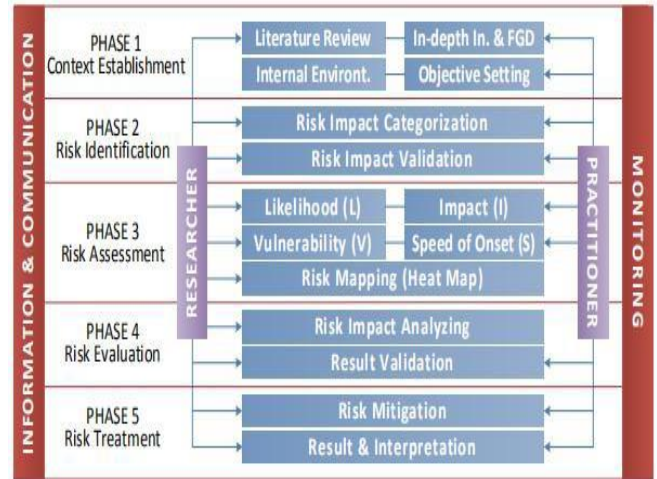 INFORMATION & COMMUNICATION
PHASE 1
Context Establishment
Literature Review
In-depth In. & FGD
Internal Environt.
Objective Setting
PHASE 2
Risk Identification
Risk Impact Categorization
Risk Impact Validation
RESEARCHER
PRACTITIONER
PHASE 3
Risk Assessment
Likelihood (L)
Impact (I)
Vulnerability (V)
Speed of Onset (S)
Risk Mapping (Heat Map)
PHASE 4
Risk Evaluation
Risk Impact Analyzing
Result Validation
PHASE 5
Risk Treatment
Risk Mitigation
Result & Interpretation
MONITORING